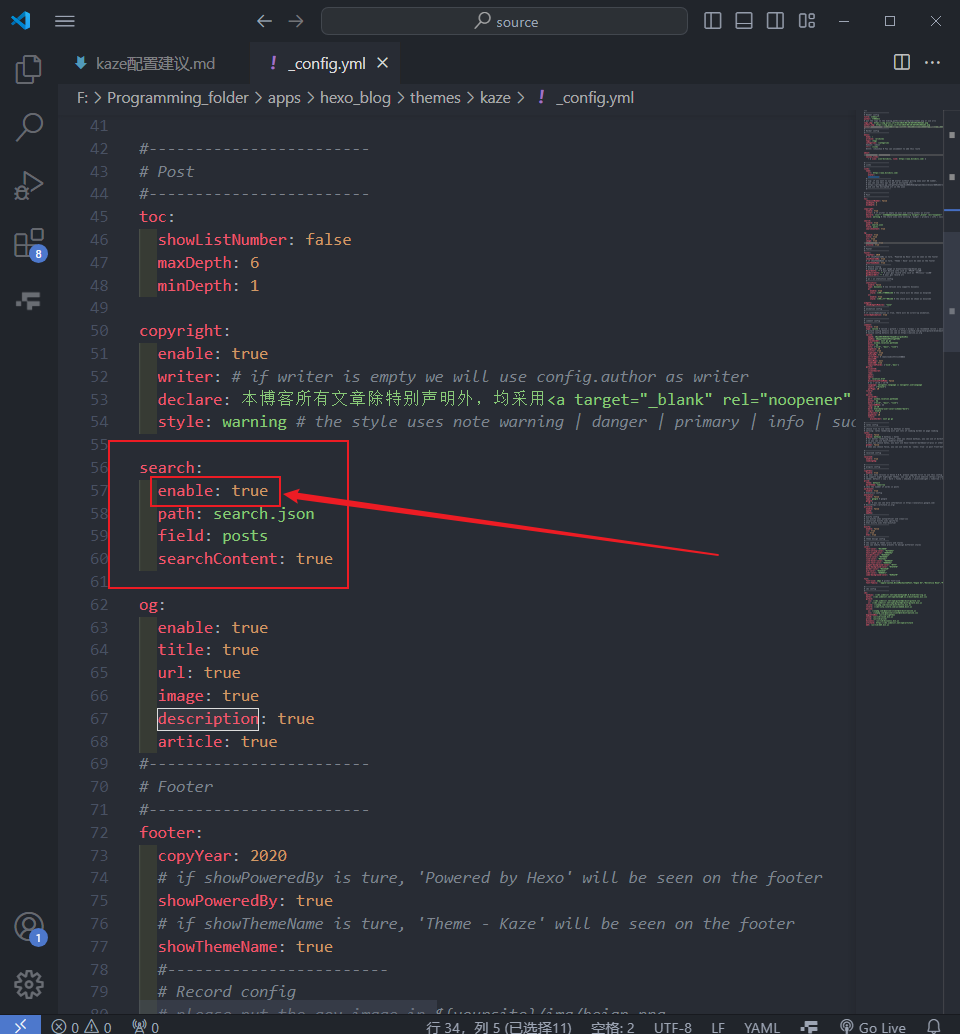 source
kaze配置建议.md
! _config.yml
F: > Programming_folder > apps > hexo_blog > themes > kaze > ! _config.yml
41
42 #------------------------
43 # Post
44 #------------------------
45 toc:
46 showListNumber: false
47 maxDepth: 6
48 minDepth: 1
49
50 copyright:
51 enable: true
52 writer: # if writer is empty we will use config.author as writer
53 declare: 本博客所有文章除特别声明外，均采用<a target="_blank" rel="noopener"
54 style: warning # the style uses note warning | danger | primary | info | suc
55
56 search:
57 enable: true
58 path: search.json
59 field: posts
60 searchContent: true
61
62 og:
63 enable: true
64 title: true
65 url: true
66 image: true
67 description: true
68 article: true
69 #------------------------
70 # Footer
71 #------------------------
72 footer:
73 copyYear: 2020
74 # if showPoweredBy is ture, 'Powered by Hexo' will be seen on the footer
75 showPoweredBy: true
76 # if showThemeName is ture, 'Theme - Kaze' will be seen on the footer
77 showThemeName: true
78 #------------------------
79 # Record config
8
1
0 0 0 行 34，列 5 (已选择11) 空格: 2 UTF-8 LF YAML Go Live